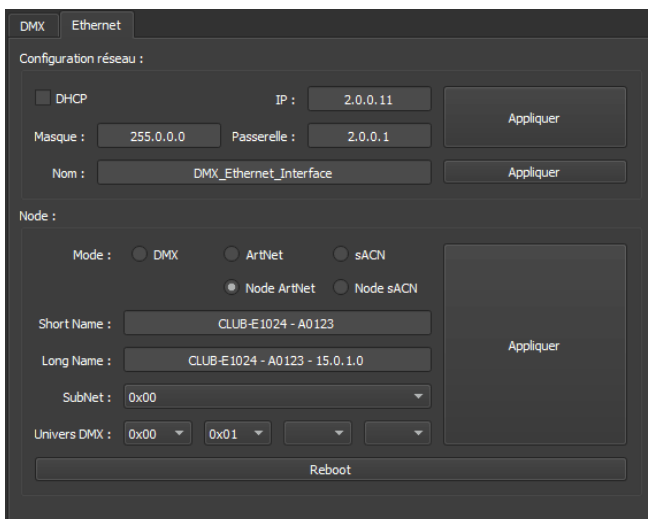 DMX Ethernet
Configuration réseau :
DHCP IP : 2.0.0.11
Appliquer
Masque : 255.0.0.0 Passerelle : 2.0.0.1
Nom : DMX_Ethernet_Interface Appliquer
Node :
Mode : DMX ArtNet sACN
Node ArtNet Node sACN
Short Name : CLUB-E1024 - A0123
Appliquer
Long Name : CLUB-E1024 - A0123 - 15.0.1.0
SubNet : 0x00
Univers DMX : 0x00 0x01
Reboot